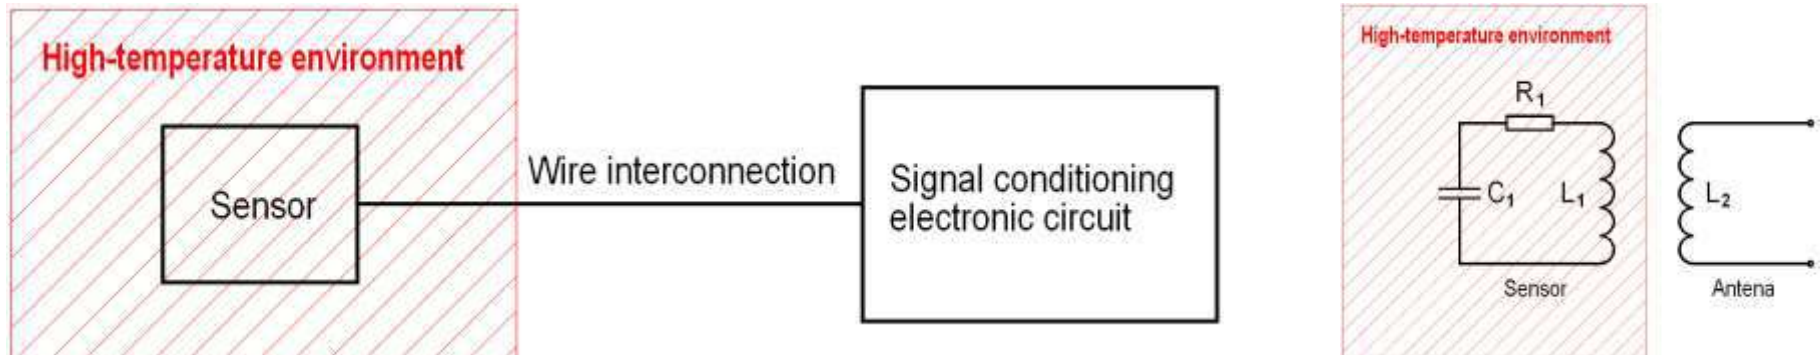 High-temperature environment
Sensor
Wire interconnection
Signal conditioning
electronic circuit
High-temperature environment
R₁
C₁
L₁
L₂
Sensor
Antena